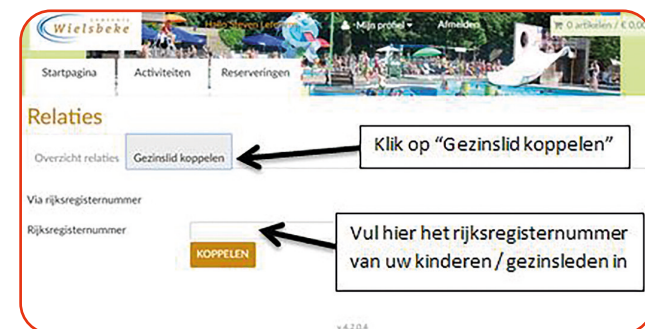 GEMEENTE
Wielsbeke
Hallo Steven
Mijn profiel
Afmelden
0 artikelen / € 0,00
Startpagina
Activiteiten
Reserveringen
Relaties
Overzicht relaties
Gezinslid koppelen
Klik op “Gezinslid koppelen”
Via rijksregisternummer
Rijksregisternummer
KOPPELEN
Vul hier het rijksregisternummer
van uw kinderen / gezinsleden in
v 4.2.0.6